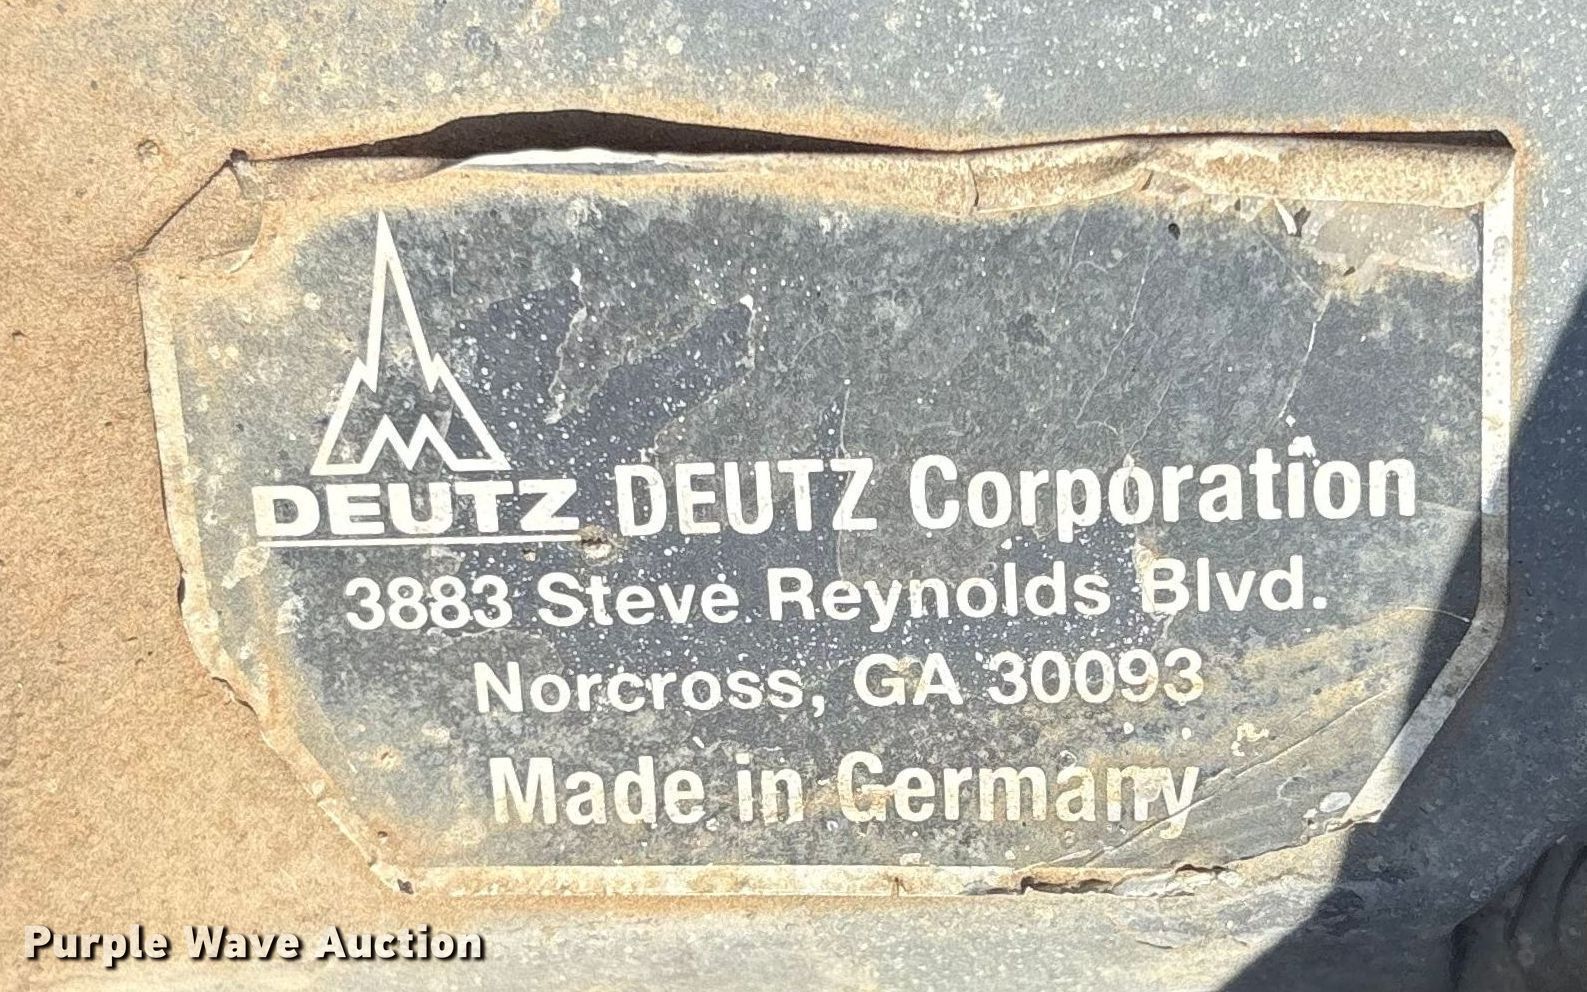 DEUTZ DEUTZ Corporation
3883 Steve Reynolds Blvd.
Norcross, GA 30093
Made in Germany
Purple Wave Auction